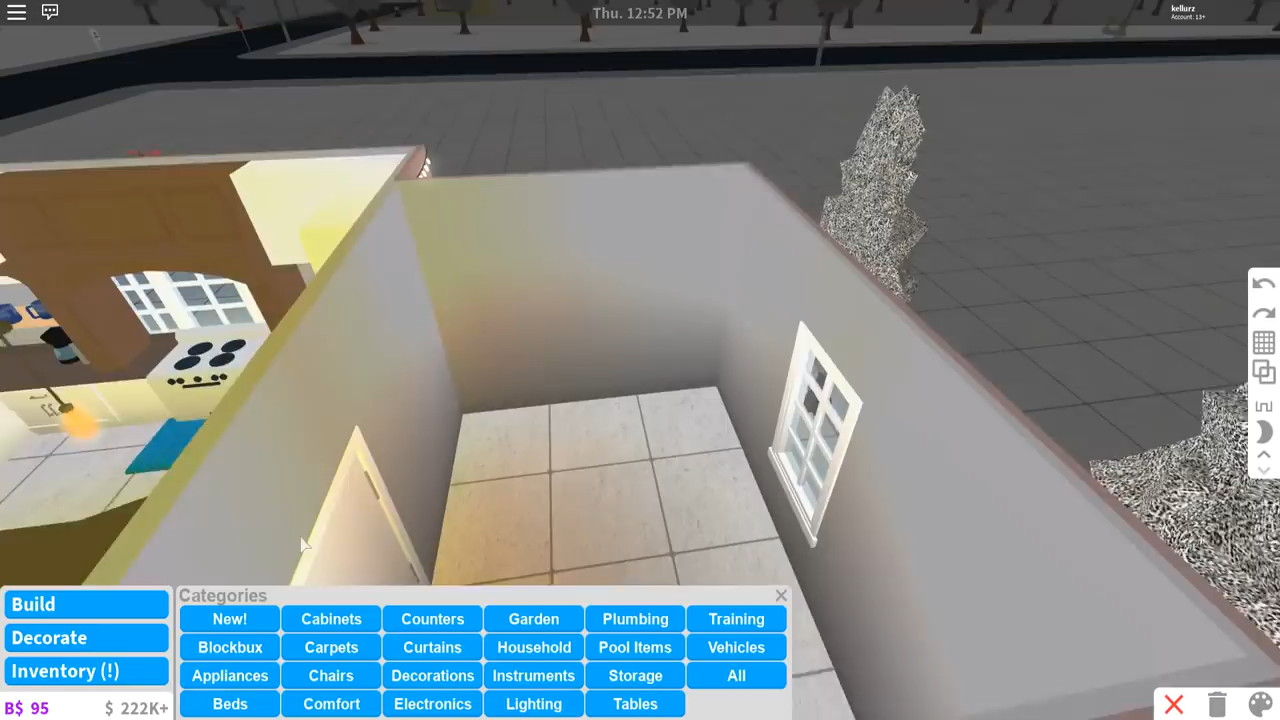 Thu. 12:52 PM
kellurz
Account: 13+
Build
Decorate
Inventory (!)
B$ 95 $ 222K+
Categories
New! Cabinets Counters Garden Plumbing Training
Blockbux Carpets Curtains Household Pool Items Vehicles
Appliances Chairs Decorations Instruments Storage All
Beds Comfort Electronics Lighting Tables